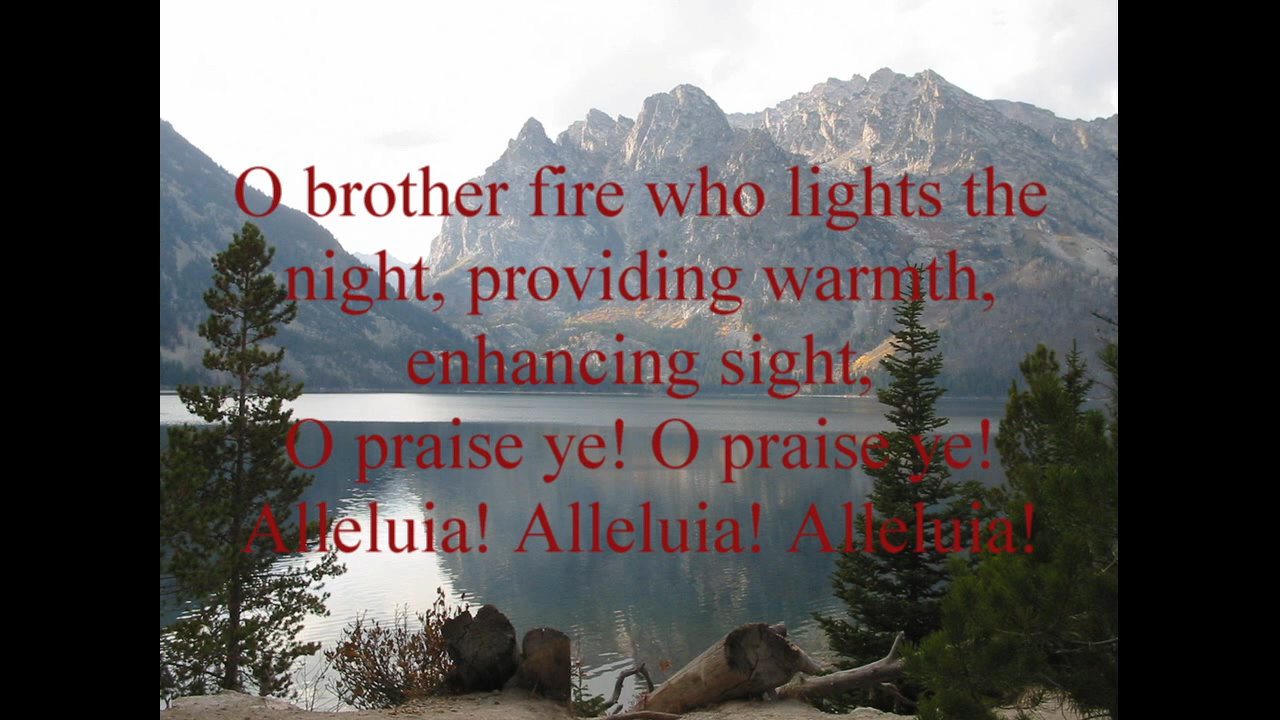 O brother fire who lights the
night, providing warmth,
enhancing sight,
O praise ye! O praise ye!
Alleluia! Alleluia! Alleluia!